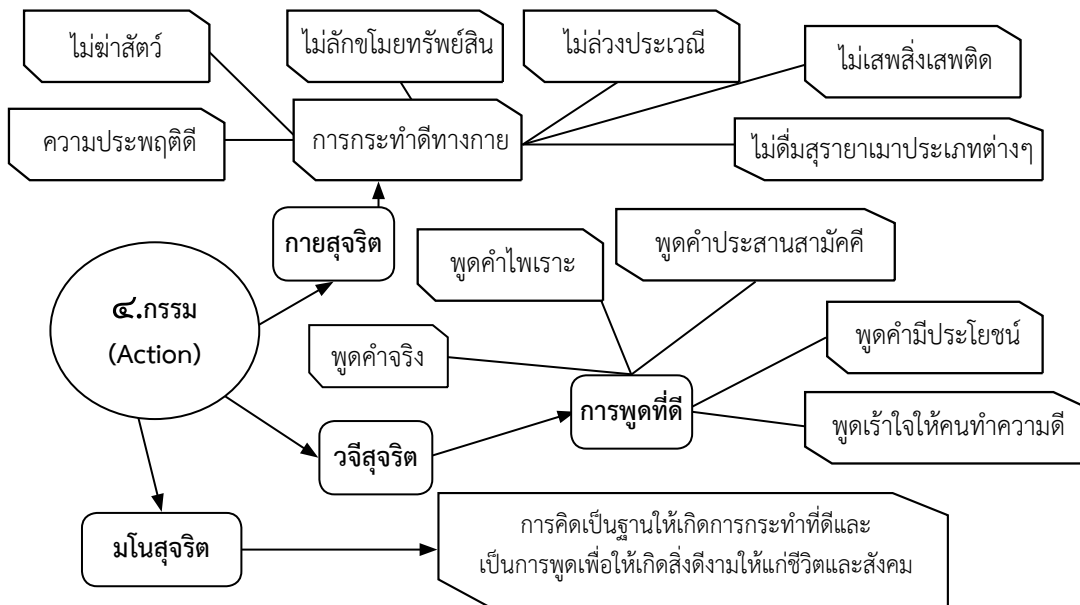 ไม่ฆ่าสัตว์
ไม่ลักขโมยทรัพย์สิน
ไม่ล่วงประเวณี
ไม่เสพสิ่งเสพติด
ความประพฤติดี
การกระทำดีทางกาย
ไม่ดื่มสุรายาเมาประเภทต่างๆ
กายสุจริต
พูดคำไพเราะ
พูดคำประสานสามัคคี
๔.กรรม
(Action)
พูดคำจริง
พูดคำมีประโยชน์
การพูดที่ดี
พูดเร้าใจให้คนทำความดี
วจีสุจริต
มโนสุจริต
การคิดเป็นฐานให้เกิดการกระทำที่ดีและ
เป็นการพูดเพื่อให้เกิดสิ่งดีงามให้แก่ชีวิตและสังคม